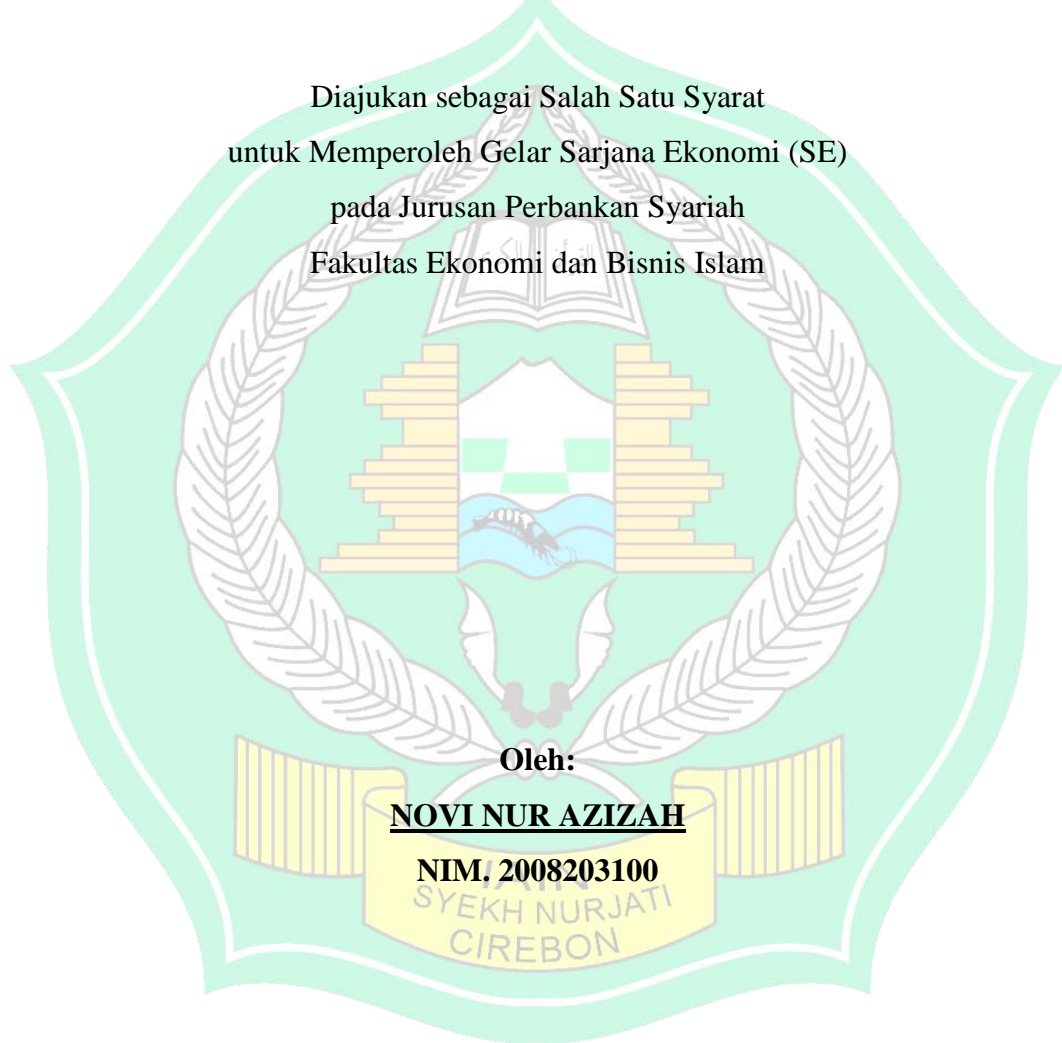 Diajukan sebagai Salah Satu Syarat
untuk Memperoleh Gelar Sarjana Ekonomi (SE)
pada Jurusan Perbankan Syariah
Fakultas Ekonomi dan Bisnis Islam
Oleh:
NOVI NUR AZIZAH
NIM. 2008203100
IAIN
SYEKH NURJATI
CIREBON